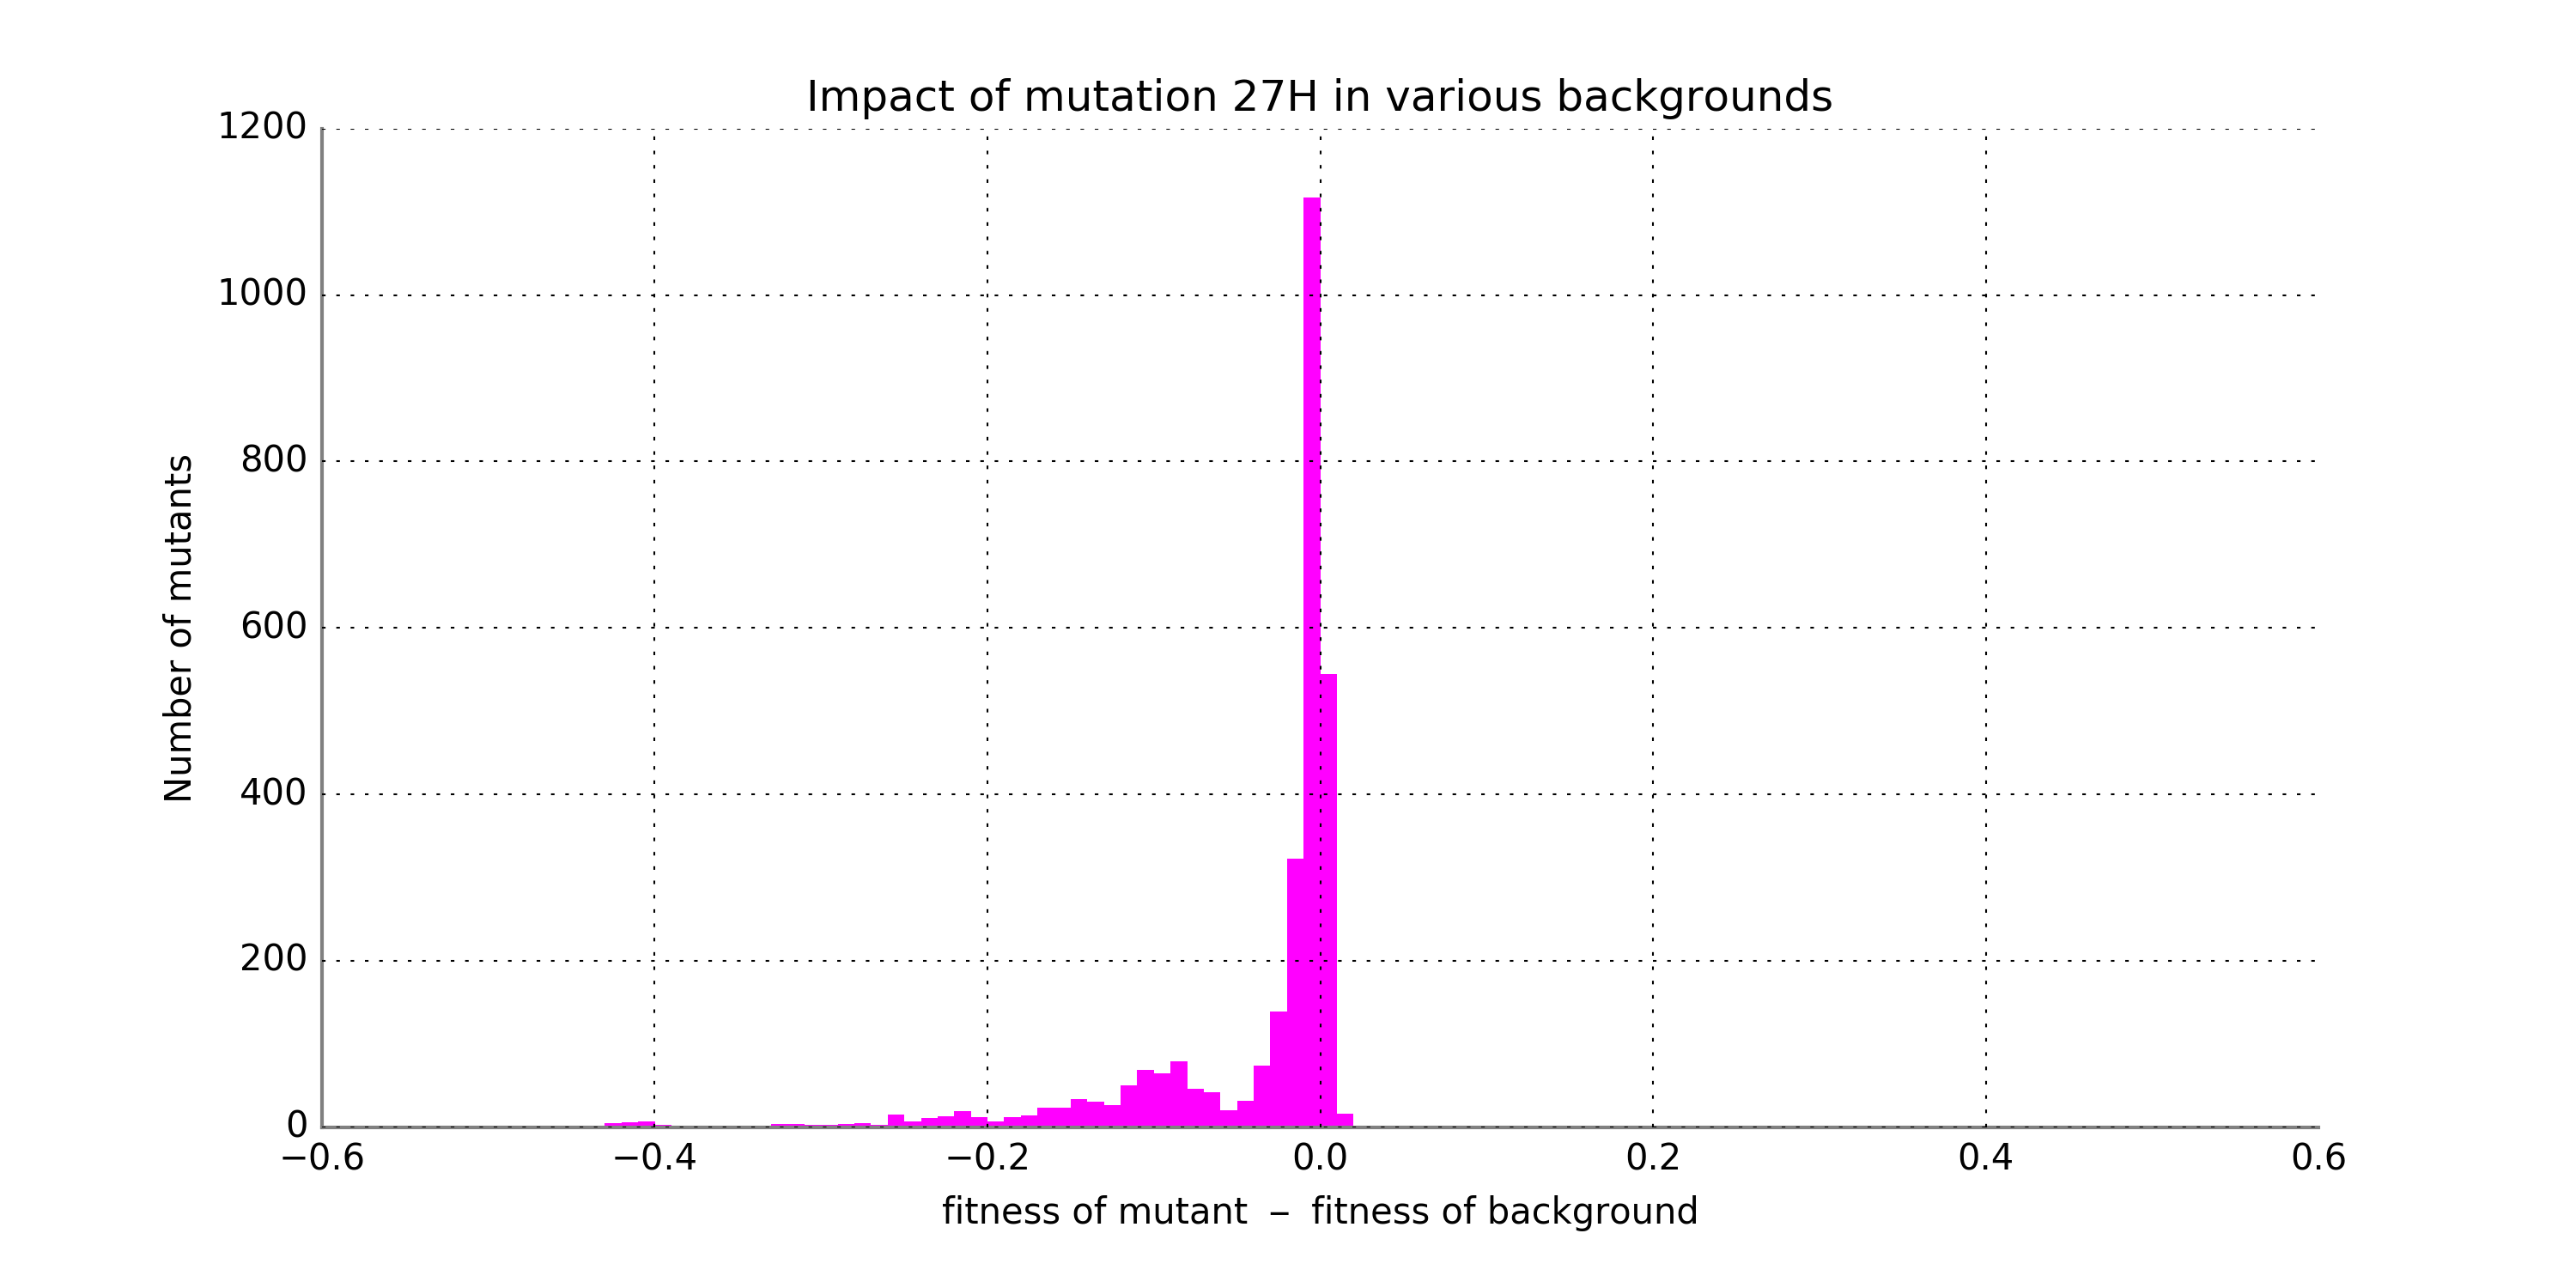 Impact of mutation 27H in various backgrounds
1200
1000
800
600
400
200
0
Number of mutants
−0.6 −0.4 −0.2 0.0 0.2 0.4 0.6
fitness of mutant − fitness of background